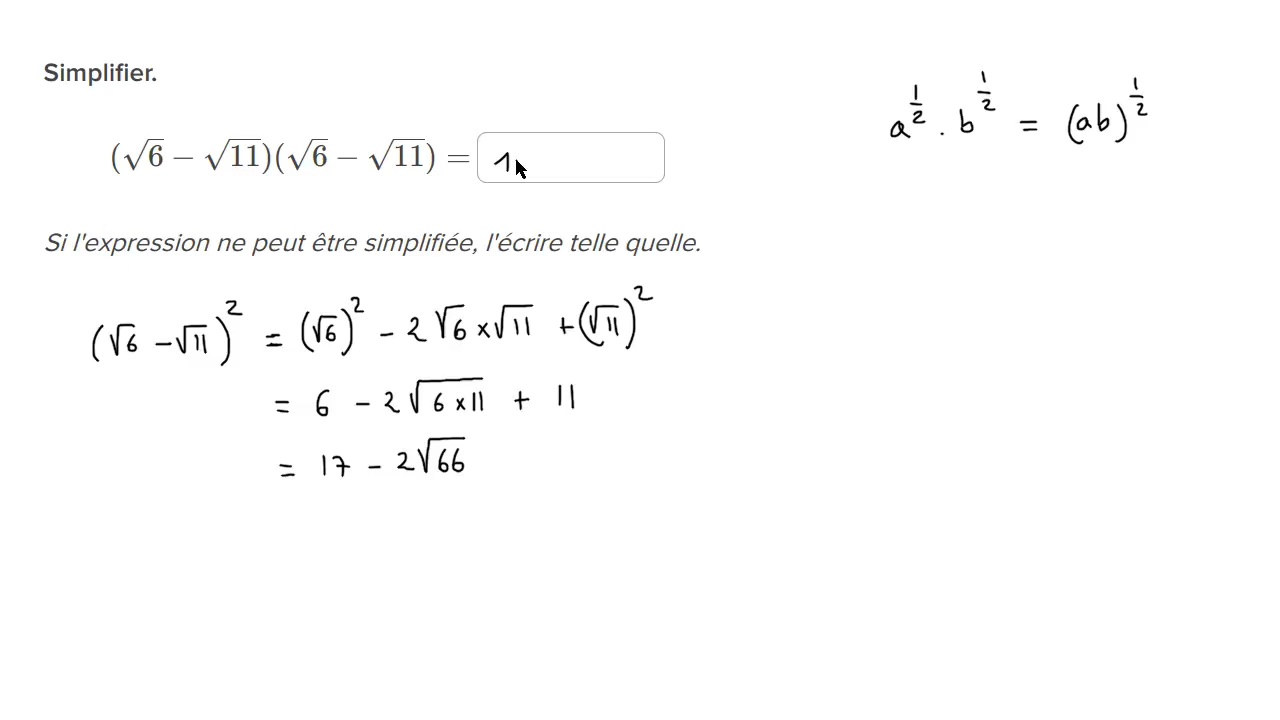 Simplifier.
a^{1/2} . b^{1/2} = (ab)^{1/2}
(√6 − √11)(√6 − √11) = 1
Si l'expression ne peut être simplifiée, l'écrire telle quelle.
(√6 − √11)² = (√6)² − 2√6 × √11 + (√11)²
= 6 − 2√(6 × 11) + 11
= 17 − 2√66